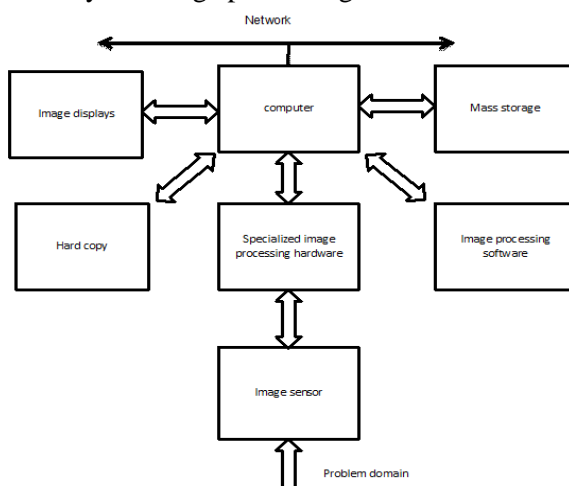 Network
Image displays
computer
Mass storage
Hard copy
Specialized image
processing hardware
Image processing
software
Image sensor
Problem domain